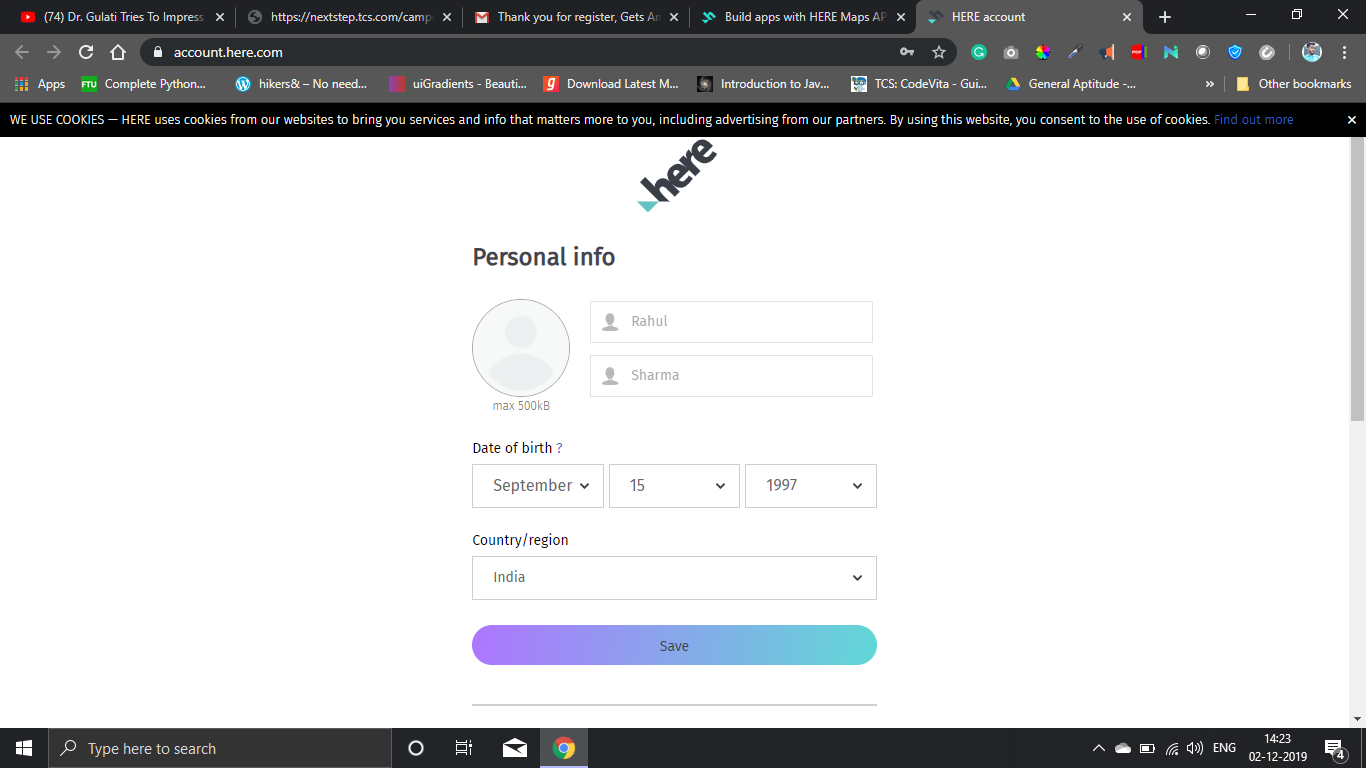 (74) Dr. Gulati Tries To Impress
https://nextstep.tcs.com/camp
Thank you for register, Gets An
Build apps with HERE Maps AP
HERE account
account.here.com
Apps
FTU Complete Python...
hikers& – No need...
uiGradients - Beauti...
g Download Latest M...
Introduction to Jav...
TCS: CodeVita - Gui...
General Aptitude -...
»
Other bookmarks
WE USE COOKIES — HERE uses cookies from our websites to bring you services and info that matters more to you, including advertising from our partners. By using this website, you consent to the use of cookies. Find out more
here
Personal info
Rahul
Sharma
max 500kB
Date of birth ?
September
15
1997
Country/region
India
Save
Type here to search
ENG
14:23
02-12-2019
4